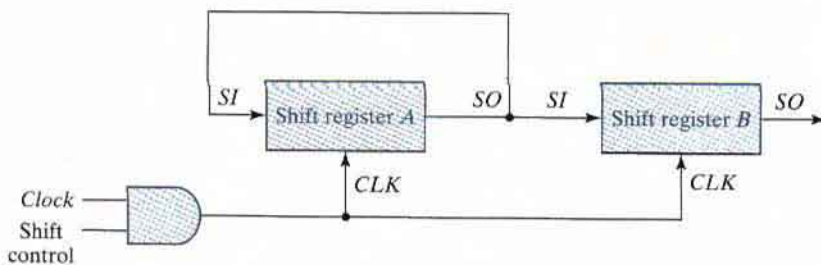 SI
Shift register A
SO
SI
Shift register B
SO
CLK
CLK
Clock
Shift
control